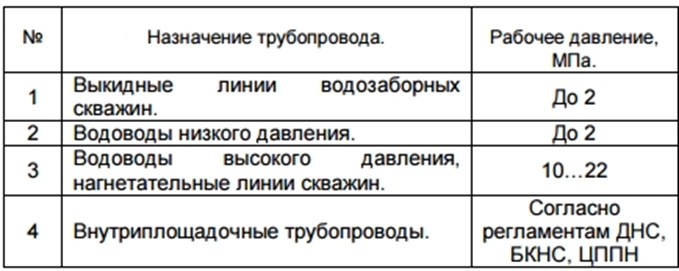 № Назначение трубопровода. Рабочее давление,
МПа.
1 Выкидные линии водозаборных
скважин. До 2
2 Водоводы низкого давления. До 2
3 Водоводы высокого давления,
нагнетательные линии скважин. 10…22
4 Внутриплощадочные трубопроводы. Согласно
регламентам ДНС,
БКНС, ЦППН